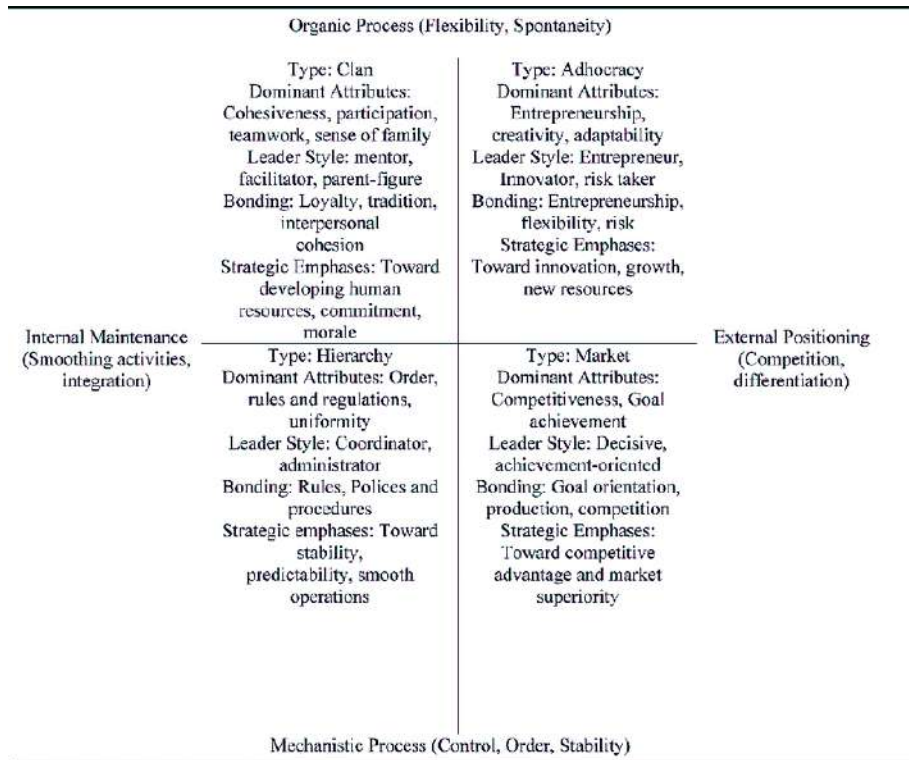 Organic Process (Flexibility, Spontaneity)
Type: Clan
Dominant Attributes:
Cohesiveness, participation,
teamwork, sense of family
Leader Style: mentor,
facilitator, parent-figure
Bonding: Loyalty, tradition,
interpersonal
cohesion
Strategic Emphases: Toward
developing human
resources, commitment,
morale
Type: Adhocracy
Dominant Attributes:
Entrepreneurship,
creativity, adaptability
Leader Style: Entrepreneur,
Innovator, risk taker
Bonding: Entrepreneurship,
flexibility, risk
Strategic Emphases:
Toward innovation, growth,
new resources
Internal Maintenance
(Smoothing activities,
integration)
External Positioning
(Competition,
differentiation)
Type: Hierarchy
Dominant Attributes: Order,
rules and regulations,
uniformity
Leader Style: Coordinator,
administrator
Bonding: Rules, Polices and
procedures
Strategic emphases: Toward
stability,
predictability, smooth
operations
Type: Market
Dominant Attributes:
Competitiveness, Goal
achievement
Leader Style: Decisive,
achievement-oriented
Bonding: Goal orientation,
production, competition
Strategic Emphases:
Toward competitive
advantage and market
superiority
Mechanistic Process (Control, Order, Stability)